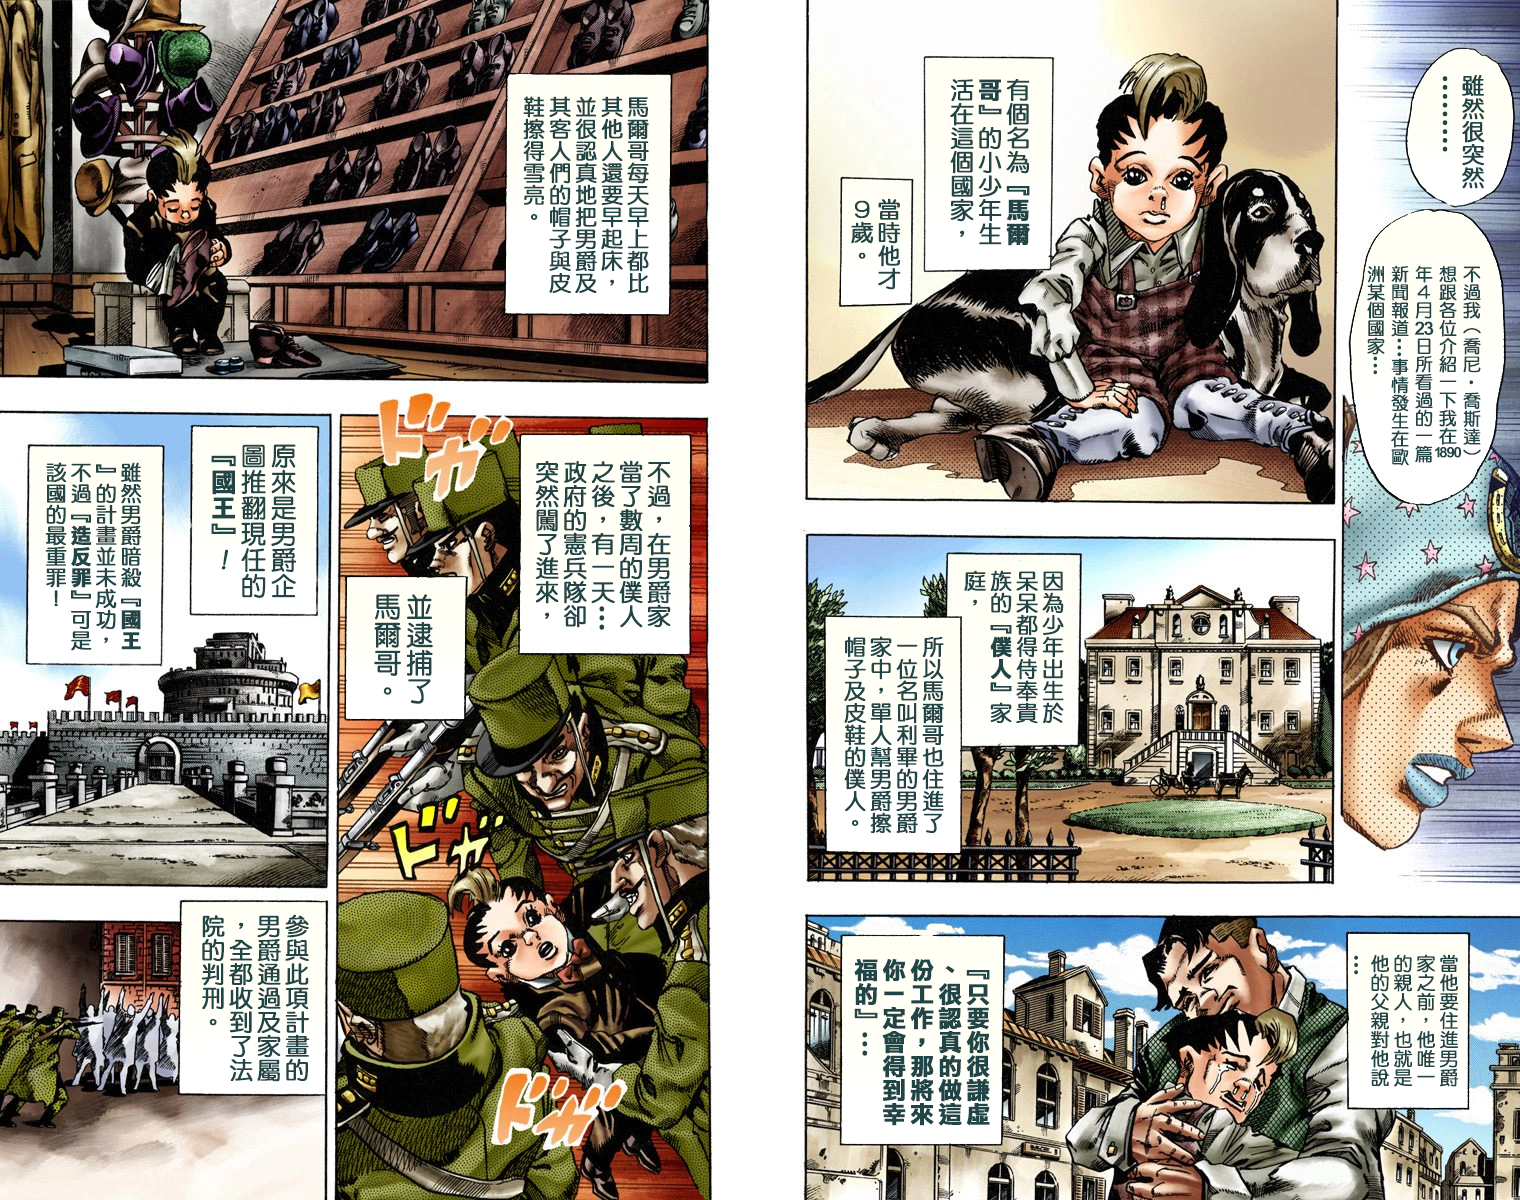 雖然很突然
………
不過我（喬尼・喬斯達）
想跟各位介紹一下我在1890
年4月23日所看過的一篇
新聞報道…事情發生在歐
洲某個國家…
有個名為『馬爾
哥』的小少年生
活在這個國家，
當時他才
9歲。
因為少年出生於
呆呆都得侍奉貴
族的『僕人』家
庭，
所以馬爾哥也住進了
一位名叫利畢的男爵
家中，單人幫男爵擦
帽子及皮鞋的僕人。
當他要住進男爵
家之前，他唯一
的親人，也就是
他的父親對他說
…
『只要你很謙虛
、很認真的做這
份工作，那將來
你一定會得到幸
福的』…
馬爾哥每天早上都比
其他人還要早起床，
並很認真地把男爵及
其客人們的帽子與皮
鞋擦得雪亮。
不過，在男爵家
當了數周的僕人
之後，有一天…
政府的憲兵隊卻
突然闖了進來，
並逮捕了
馬爾哥。
ドガ
ドガ
ドガ
原來是男爵企
圖推翻現任的
『國王』！
雖然男爵暗殺『國王
』的計畫並未成功，
不過『造反罪』可是
該國的最重罪！
參與此項計畫的
男爵通過及家屬
，全都收到了法
院的判刑。